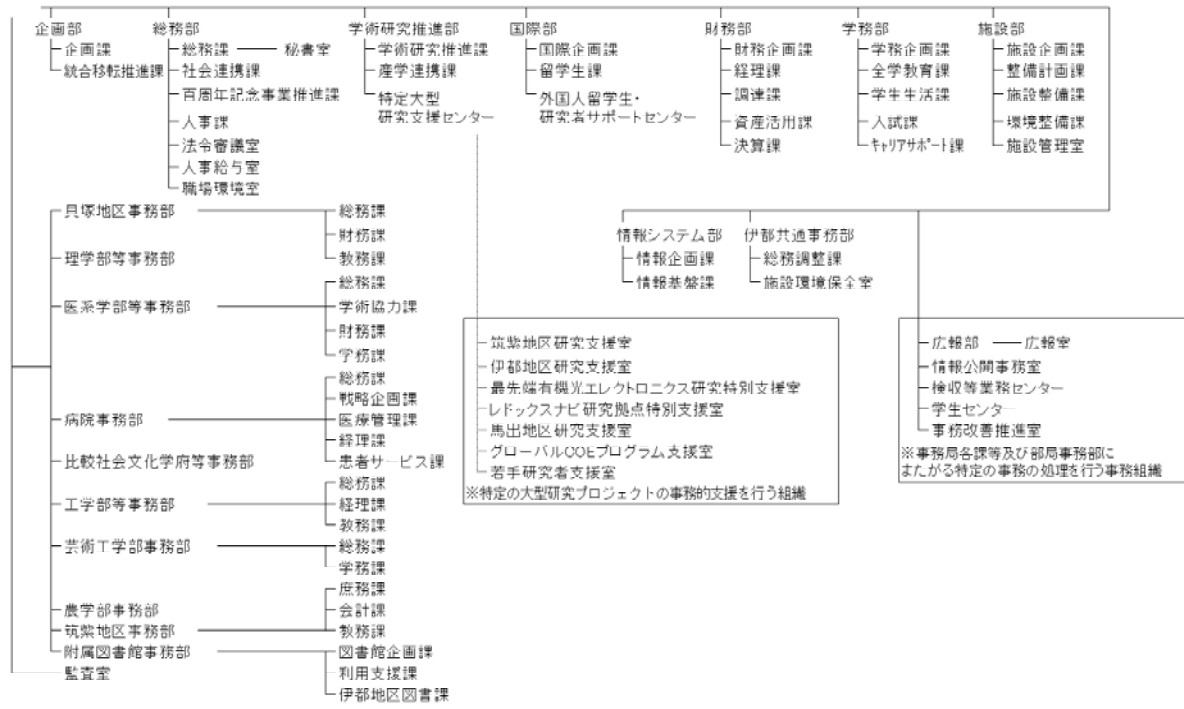 企画部
企画課
統合移転推進課
総務部
総務課 秘書室
社会連携課
百周年記念事業推進課
人事課
法令審議室
人事給与室
職場環境室
学術研究推進部
学術研究推進課
産学連携課
特定大型
研究支援センター
国際部
国際企画課
留学生課
外国人留学生・
研究者サポートセンター
財務部
財務企画課
経理課
調達課
資産活用課
決算課
学務部
学務企画課
全学教育課
学生生活課
入試課
キャリアサポート課
施設部
施設企画課
整備計画課
施設整備課
環境整備課
施設管理室
情報システム部
情報企画課
情報基盤課
伊都共通事務部
総務調整課
施設環境保全室
貝塚地区事務部
総務課
財務課
教務課
理学部等事務部
医系学部等事務部
総務課
学術協力課
財務課
学務課
病院事務部
総務課
戦略企画課
医療管理課
経理課
患者サービス課
比較社会文化学府等事務部
工学部等事務部
総務課
経理課
教務課
芸術工学部事務部
総務課
学務課
農学部事務部
筑紫地区事務部
庶務課
会計課
教務課
附属図書館事務部
図書館企画課
利用支援課
伊都地区図書課
監査室
筑紫地区研究支援室
伊都地区研究支援室
最先端有機光エレクトロニクス研究特別支援室
レドックスナビ研究拠点特別支援室
馬出地区研究支援室
グローバルCOEプログラム支援室
若手研究者支援室
※特定の大型研究プロジェクトの事務的支援を行う組織
広報部 広報室
情報公開事務室
検収等業務センター
学生センター
事務改善推進室
※事務局各課等及び部局事務部に
またがる特定の事務の処理を行う事務組織